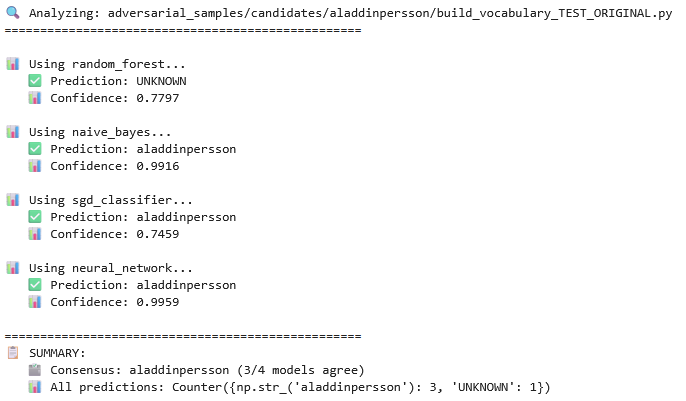 🔍 Analyzing: adversarial_samples/candidates/aladdinpersson/build_vocabulary_TEST_ORIGINAL.py
==================================================
📊 Using random_forest...
✅ Prediction: UNKNOWN
📊 Confidence: 0.7797
📊 Using naive_bayes...
✅ Prediction: aladdinpersson
📊 Confidence: 0.9916
📊 Using sgd_classifier...
✅ Prediction: aladdinpersson
📊 Confidence: 0.7459
📊 Using neural_network...
✅ Prediction: aladdinpersson
📊 Confidence: 0.9959
==================================================
📋 SUMMARY:
🗳️ Consensus: aladdinpersson (3/4 models agree)
📊 All predictions: Counter({np.str_('aladdinpersson'): 3, 'UNKNOWN': 1})